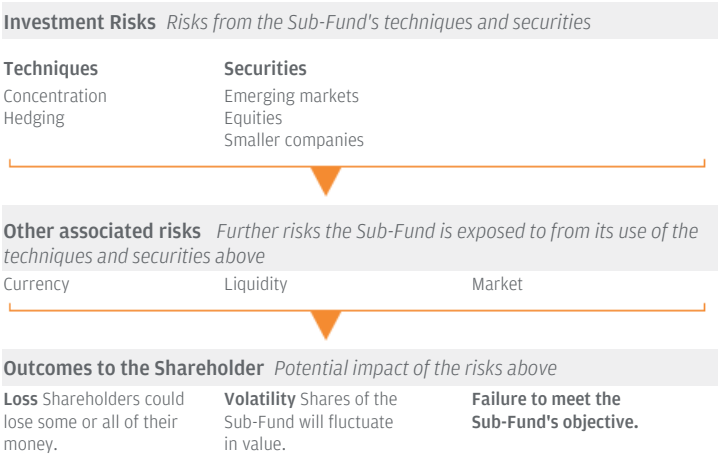 Investment Risks Risks from the Sub-Fund's techniques and securities
Techniques
Concentration
Hedging
Securities
Emerging markets
Equities
Smaller companies
Other associated risks Further risks the Sub-Fund is exposed to from its use of the
techniques and securities above
Currency
Liquidity
Market
Outcomes to the Shareholder Potential impact of the risks above
Loss Shareholders could
lose some or all of their
money.
Volatility Shares of the
Sub-Fund will fluctuate
in value.
Failure to meet the
Sub-Fund's objective.